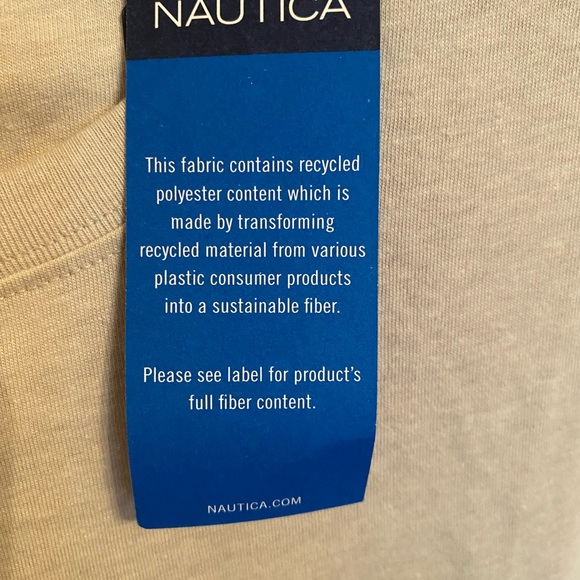 NAUTICA
This fabric contains recycled
polyester content which is
made by transforming
recycled material from various
plastic consumer products
into a sustainable fiber.
Please see label for product's
full fiber content.
NAUTICA.COM